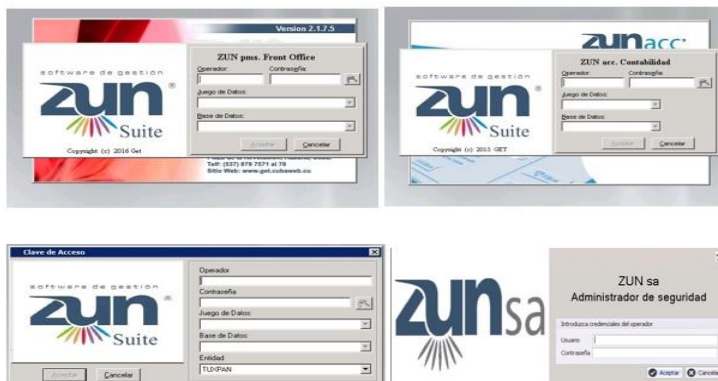 Version 2.1.7.5
software de gestión
zun
Suite
Copyright (c) 2016 Get
ZUN pms. Front Office
Operador:
Contraseña:
Juego de Datos:
Base de Datos:
Aceptar
Cancelar
Telf: (537) 879 7571 al 78
Sitio Web: www.get.cubaweb.cu
zunacc:
software de gestión
zun
Suite
Copyright (c) 2015 GET
ZUN acc. Contabilidad
Operador:
Contraseña:
Juego de Datos:
Base de Datos:
Aceptar
Cancelar
Clave de Acceso
software de gestión
zun
Suite
Aceptar
Cancelar
Operador
Contraseña
Juego de Datos:
Base de Datos:
Entidad
TUXPAN
zunsa
ZUN sa
Administrador de seguridad
Introduzca credenciales del operador
Usuario
Contraseña
Aceptar
Cancelar